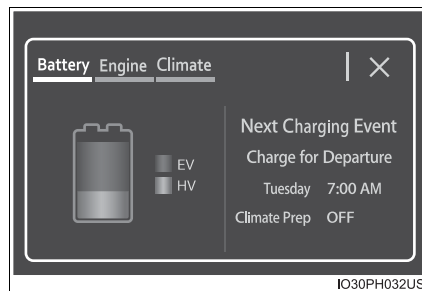 Battery Engine Climate
EV
HV
Next Charging Event
Charge for Departure
Tuesday 7:00 AM
Climate Prep OFF
IO30PH032US